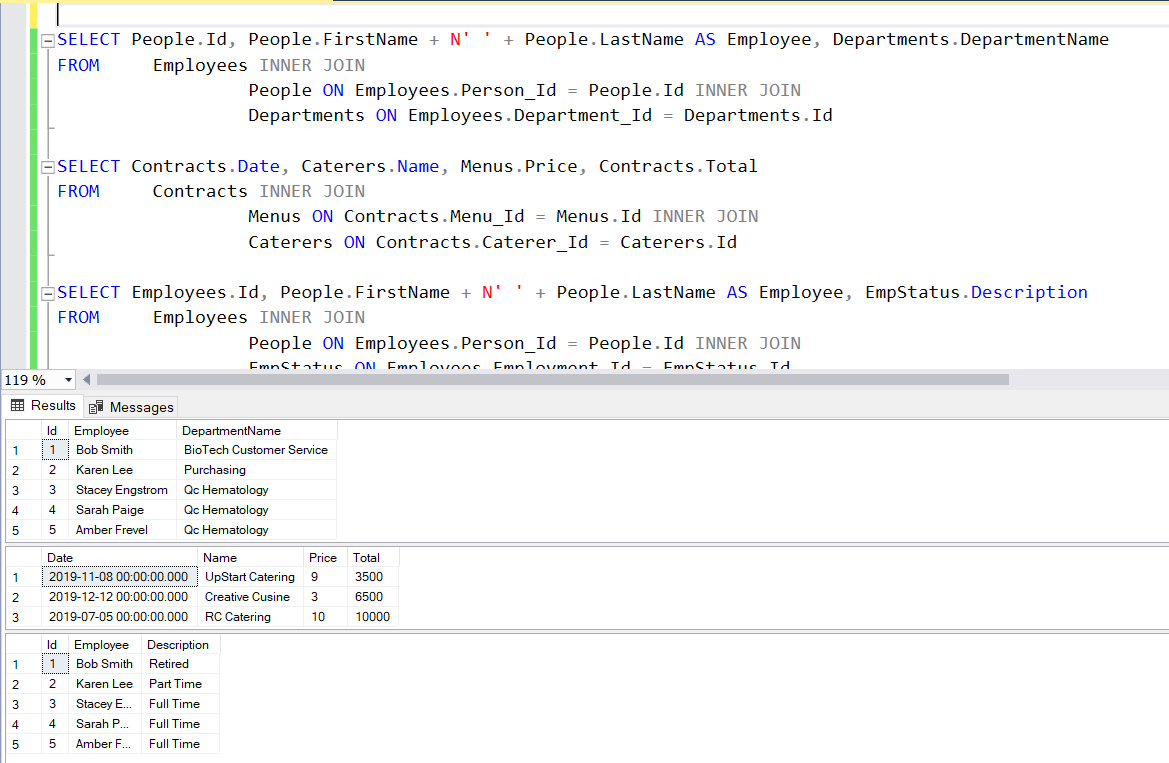 SELECT People.Id, People.FirstName + N' ' + People.LastName AS Employee, Departments.DepartmentName
FROM Employees INNER JOIN
People ON Employees.Person_Id = People.Id INNER JOIN
Departments ON Employees.Department_Id = Departments.Id
SELECT Contracts.Date, Caterers.Name, Menus.Price, Contracts.Total
FROM Contracts INNER JOIN
Menus ON Contracts.Menu_Id = Menus.Id INNER JOIN
Caterers ON Contracts.Caterer_Id = Caterers.Id
SELECT Employees.Id, People.FirstName + N' ' + People.LastName AS Employee, EmpStatus.Description
FROM Employees INNER JOIN
People ON Employees.Person_Id = People.Id INNER JOIN
EmpStatus ON Employees.Employment_Id = EmpStatus.Id
119 %
Results Messages
Id Employee DepartmentName
1 1 Bob Smith BioTech Customer Service
2 2 Karen Lee Purchasing
3 3 Stacey Engstrom Qc Hematology
4 4 Sarah Paige Qc Hematology
5 5 Amber Frevel Qc Hematology
Date Name Price Total
1 2019-11-08 00:00:00.000 UpStart Catering 9 3500
2 2019-12-12 00:00:00.000 Creative Cusine 3 6500
3 2019-07-05 00:00:00.000 RC Catering 10 10000
Id Employee Description
1 1 Bob Smith Retired
2 2 Karen Lee Part Time
3 3 Stacey E... Full Time
4 4 Sarah P... Full Time
5 5 Amber F... Full Time